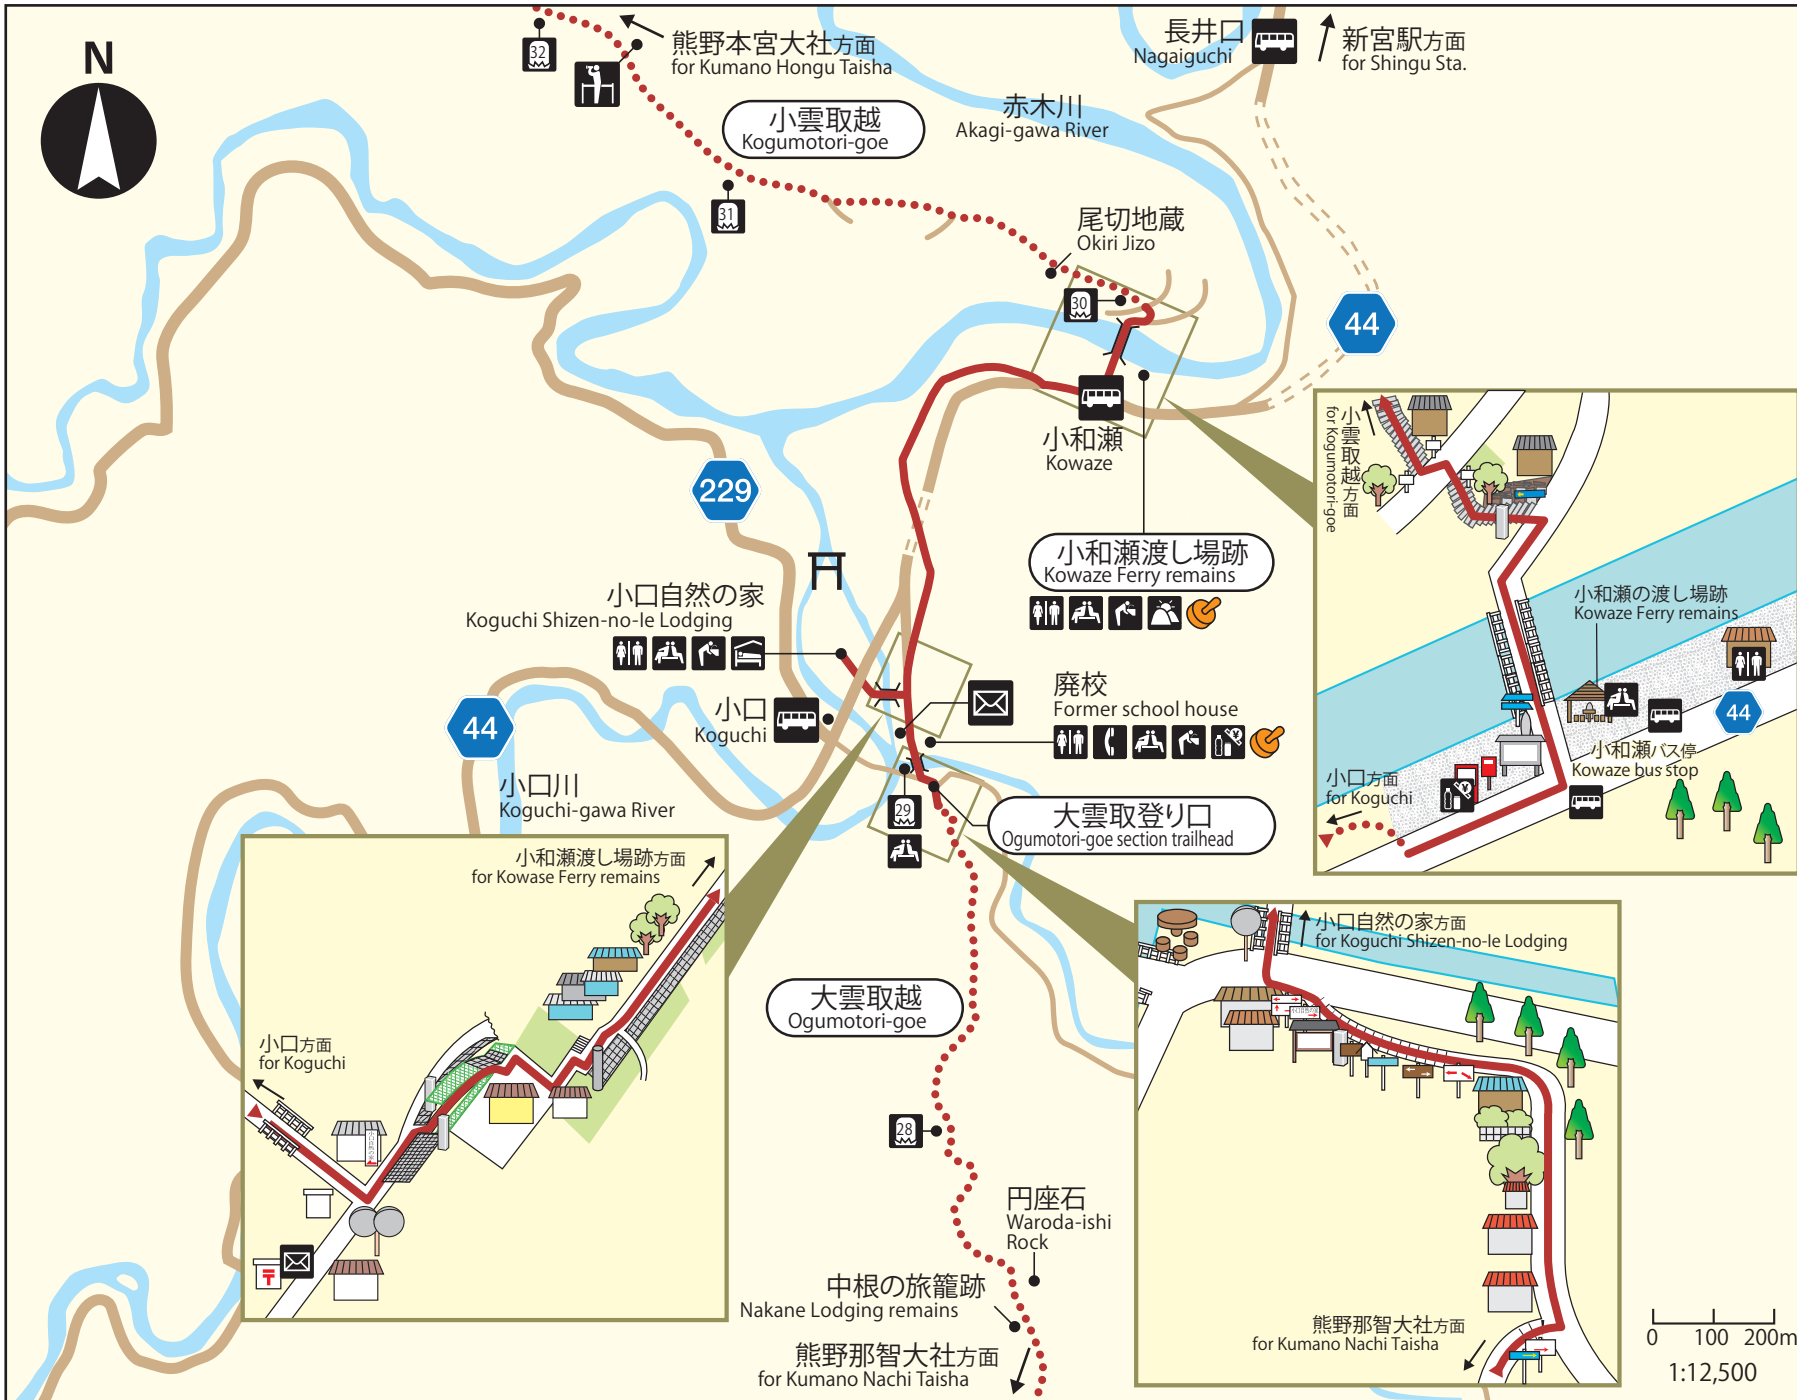 N
32
熊野本宮大社方面
for Kumano Hongu Taisha
長井口
Nagaiguchi
新宮駅方面
for Shingu Sta.
小雲取越
Kogumotori-goe
赤木川
Akagi-gawa River
31
尾切地蔵
Okiri Jizo
30
44
小和瀬
Kowaze
229
小和瀬渡し場跡
Kowaze Ferry remains
小口自然の家
Koguchi Shizen-no-Ie Lodging
小口
Koguchi
廃校
Former school house
44
小口川
Koguchi-gawa River
29
大雲取登り口
Ogumotori-goe section trailhead
大雲取越
Ogumotori-goe
28
円座石
Waroda-ishi
Rock
中根の旅籠跡
Nakane Lodging remains
熊野那智大社方面
for Kumano Nachi Taisha
小雲取越方面
for Kogumotori-goe
小和瀬の渡し場跡
Kowaze Ferry remains
44
小和瀬バス停
Kowaze bus stop
小口方面
for Koguchi
小和瀬渡し場跡方面
for Kowase Ferry remains
小口方面
for Koguchi
小口自然の家方面
for Koguchi Shizen-no-Ie Lodging
熊野那智大社方面
for Kumano Nachi Taisha
0 100 200m
1:12,500